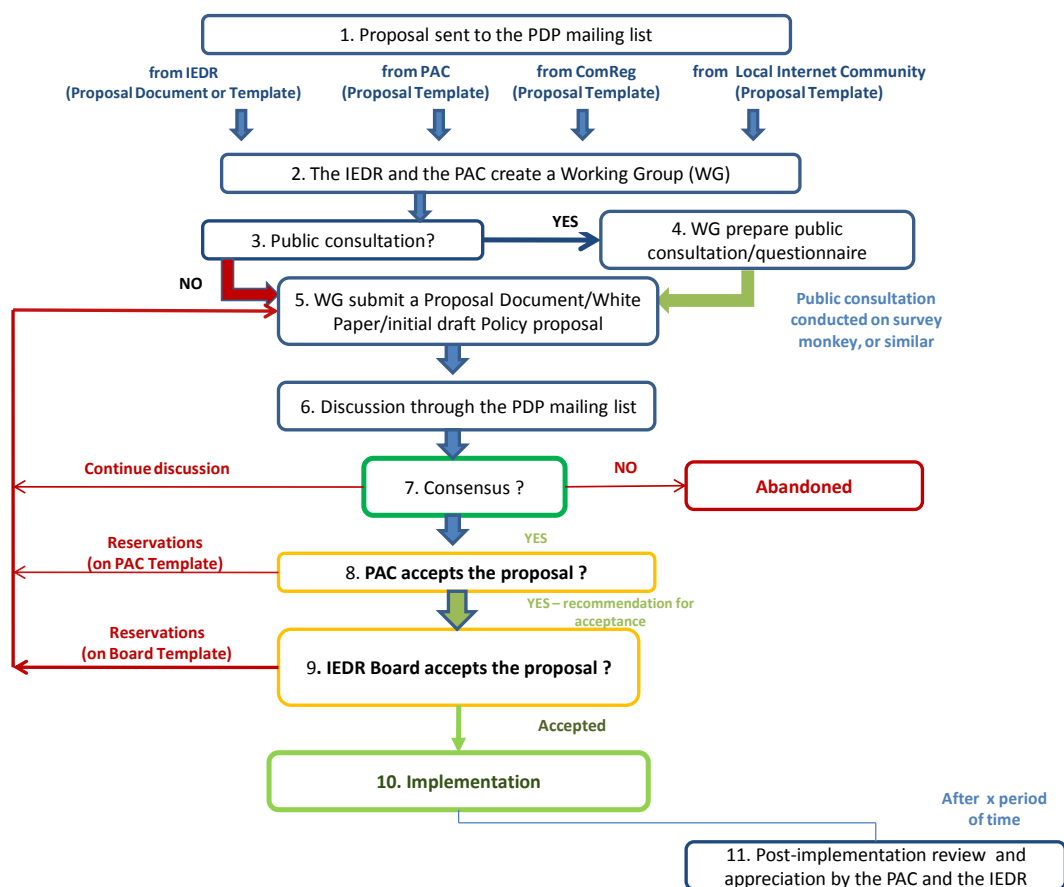 1. Proposal sent to the PDP mailing list
from IEDR
(Proposal Document or Template)
from PAC
(Proposal Template)
from ComReg
(Proposal Template)
from Local Internet Community
(Proposal Template)
2. The IEDR and the PAC create a Working Group (WG)
3. Public consultation?
YES
4. WG prepare public
consultation/questionnaire
NO
5. WG submit a Proposal Document/White
Paper/initial draft Policy proposal
Public consultation
conducted on survey
monkey, or similar
6. Discussion through the PDP mailing list
Continue discussion
7. Consensus ?
NO
Abandoned
YES
Reservations
(on PAC Template)
8. PAC accepts the proposal ?
YES – recommendation for
acceptance
Reservations
(on Board Template)
9. IEDR Board accepts the proposal ?
Accepted
10. Implementation
After x period
of time
11. Post-implementation review and
appreciation by the PAC and the IEDR